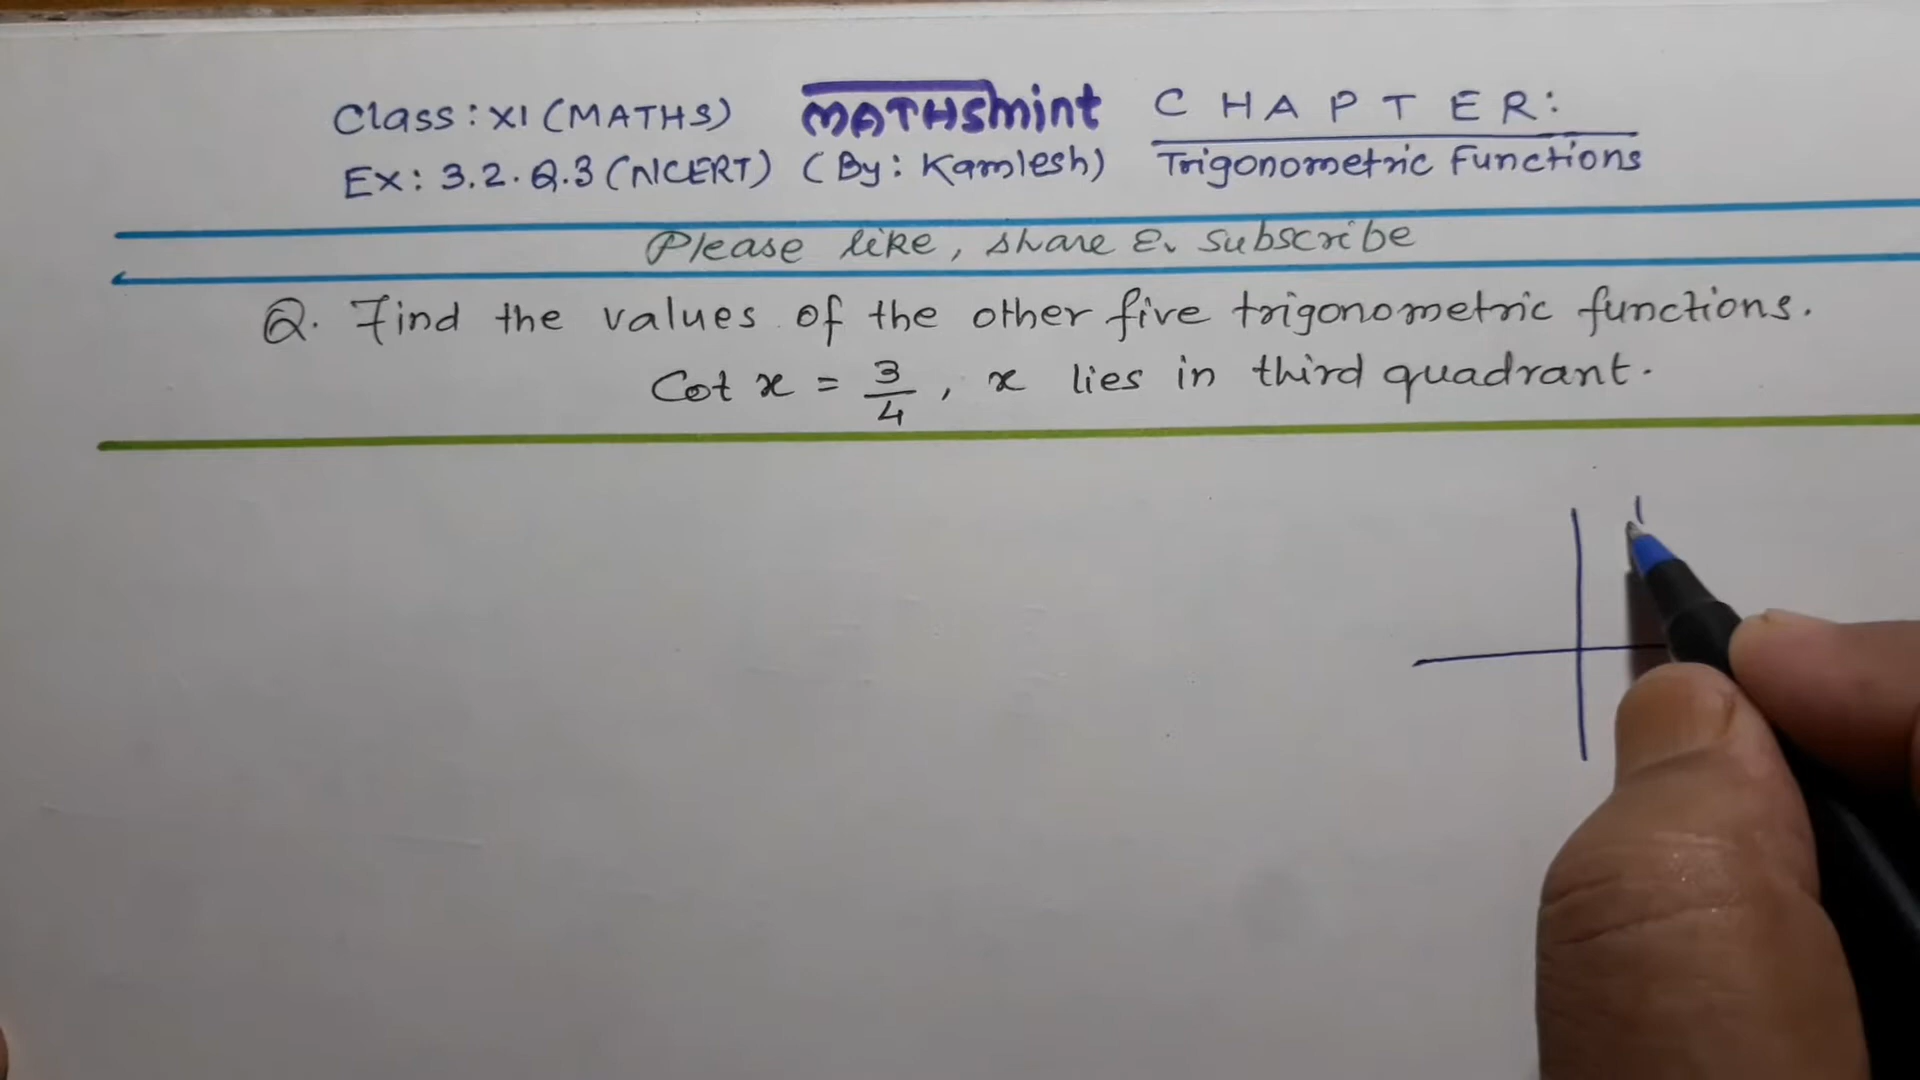 Class: XI (MATHS) MATHSmint CHAPTER:
Ex: 3.2. Q.3 (NCERT) (By: Kamlesh) Trigonometric Functions
Please like, share & subscribe
Q. Find the values of the other five trigonometric functions.
Cot x = 3/4, x lies in third quadrant.